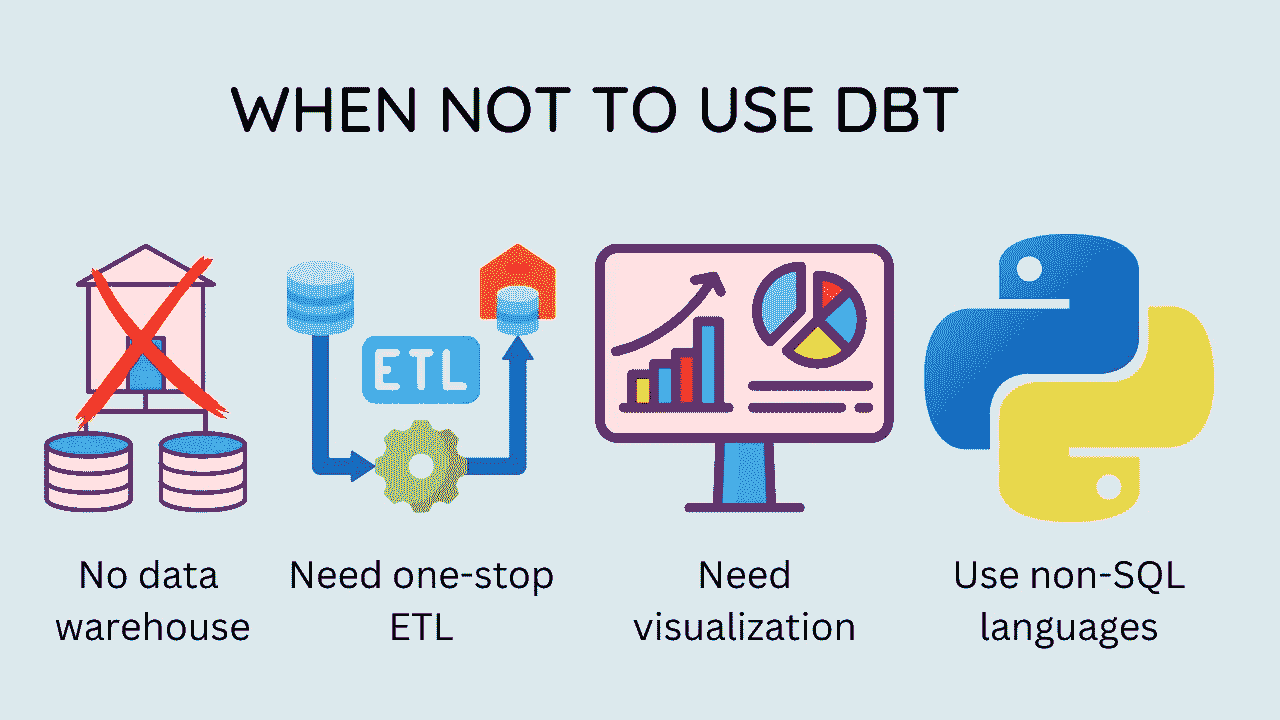 WHEN NOT TO USE DBT
ETL
No data
warehouse
Need one-stop
ETL
Need
visualization
Use non-SQL
languages